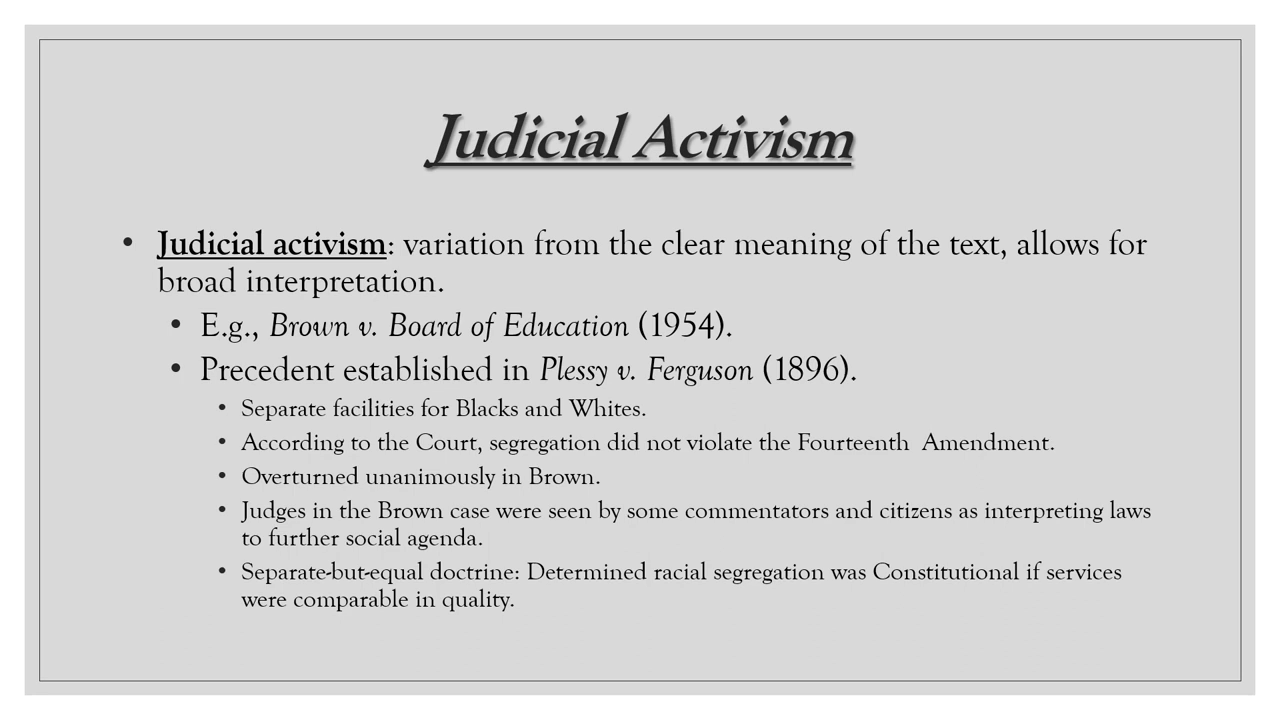 Judicial Activism
• Judicial activism: variation from the clear meaning of the text, allows for
broad interpretation.
• E.g., Brown v. Board of Education (1954).
• Precedent established in Plessy v. Ferguson (1896).
• Separate facilities for Blacks and Whites.
• According to the Court, segregation did not violate the Fourteenth  Amendment.
• Overturned unanimously in Brown.
• Judges in the Brown case were seen by some commentators and citizens as interpreting laws
to further social agenda.
• Separate-but-equal doctrine: Determined racial segregation was Constitutional if services
were comparable in quality.